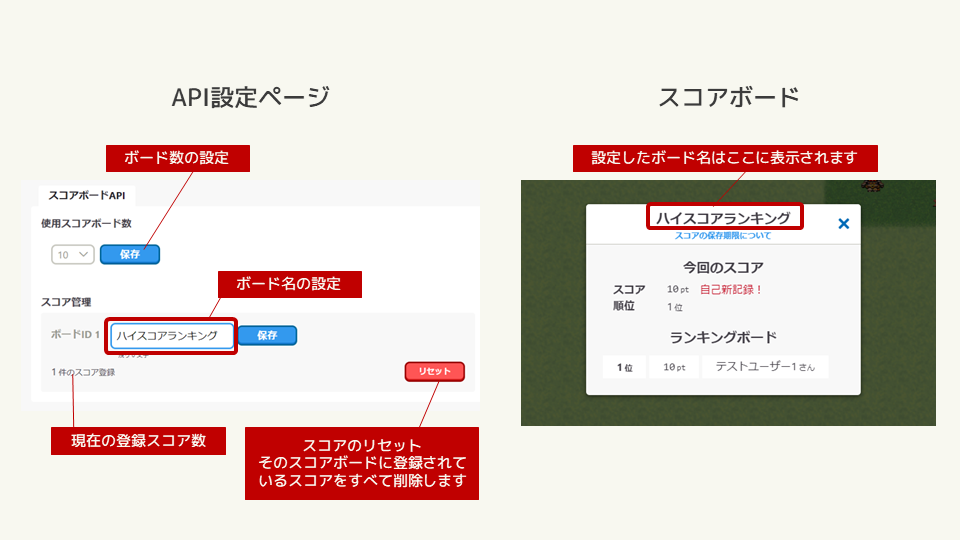 API設定ページ
ボード数の設定
スコアボードAPI
使用スコアボード数
10
保存
ボード名の設定
スコア管理
ボードID 1
ハイスコアランキング
保存
1 件のスコア登録
リセット
現在の登録スコア数
スコアのリセット
そのスコアボードに登録されて
いるスコアをすべて削除します
スコアボード
設定したボード名はここに表示されます
ハイスコアランキング
スコアの保存期限について
今回のスコア
スコア 10 pt 自己新記録！
順位 1 位
ランキングボード
1 位 10 pt テストユーザー1 さん